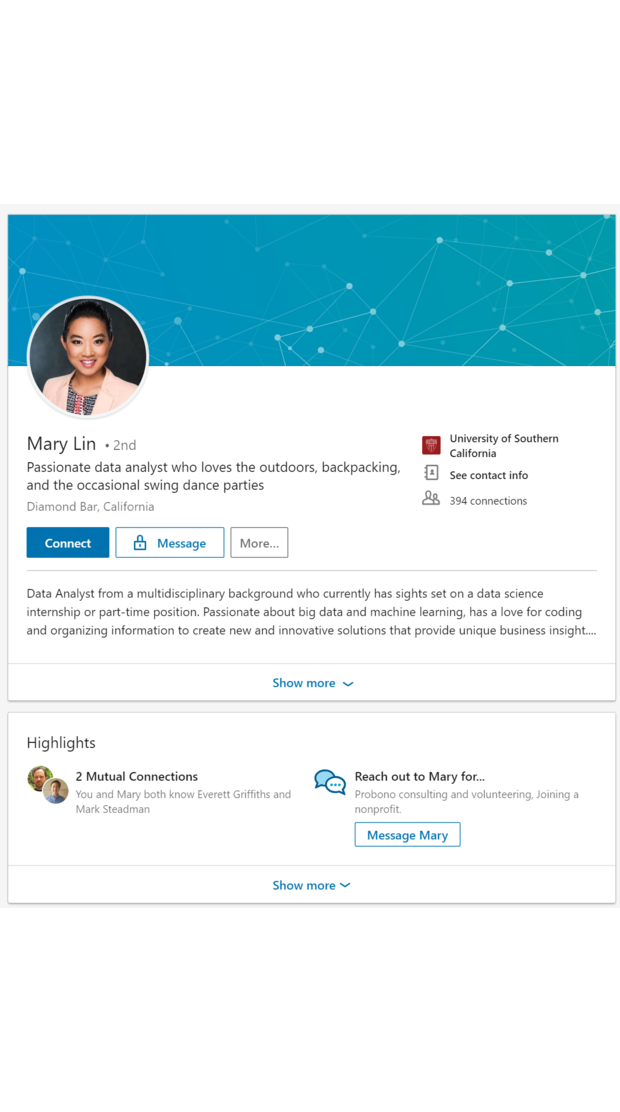 Mary Lin • 2nd
Passionate data analyst who loves the outdoors, backpacking,
and the occasional swing dance parties
Diamond Bar, California
University of Southern
California
See contact info
394 connections
Connect
Message
More...
Data Analyst from a multidisciplinary background who currently has sights set on a data science
internship or part-time position. Passionate about big data and machine learning, has a love for coding
and organizing information to create new and innovative solutions that provide unique business insight....
Show more
Highlights
2 Mutual Connections
You and Mary both know Everett Griffiths and
Mark Steadman
Reach out to Mary for...
Probono consulting and volunteering, Joining a
nonprofit.
Message Mary
Show more